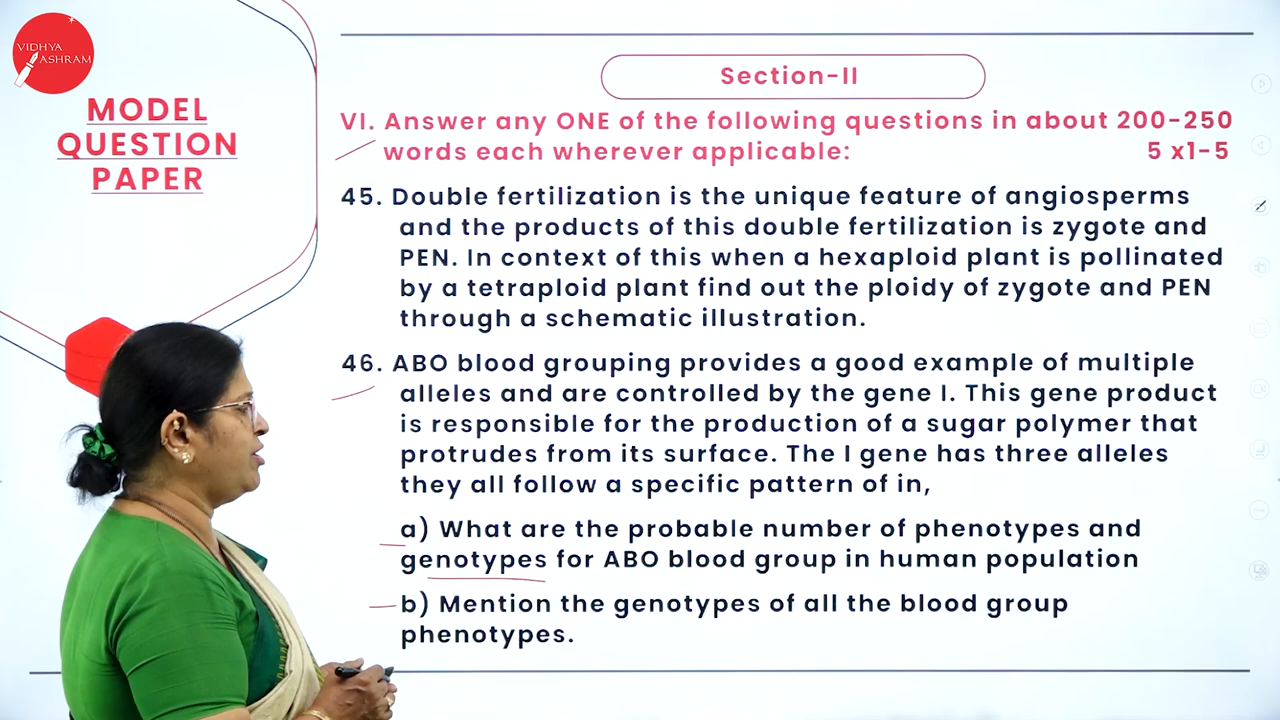 VIDHYA
ASHRAM
MODEL
QUESTION
PAPER
Section-II
VI. Answer any ONE of the following questions in about 200-250
words each wherever applicable: 5 x1-5
45. Double fertilization is the unique feature of angiosperms
and the products of this double fertilization is zygote and
PEN. In context of this when a hexaploid plant is pollinated
by a tetraploid plant find out the ploidy of zygote and PEN
through a schematic illustration.
46. ABO blood grouping provides a good example of multiple
alleles and are controlled by the gene I. This gene product
is responsible for the production of a sugar polymer that
protrudes from its surface. The I gene has three alleles
they all follow a specific pattern of in,
a) What are the probable number of phenotypes and
genotypes for ABO blood group in human population
b) Mention the genotypes of all the blood group
phenotypes.